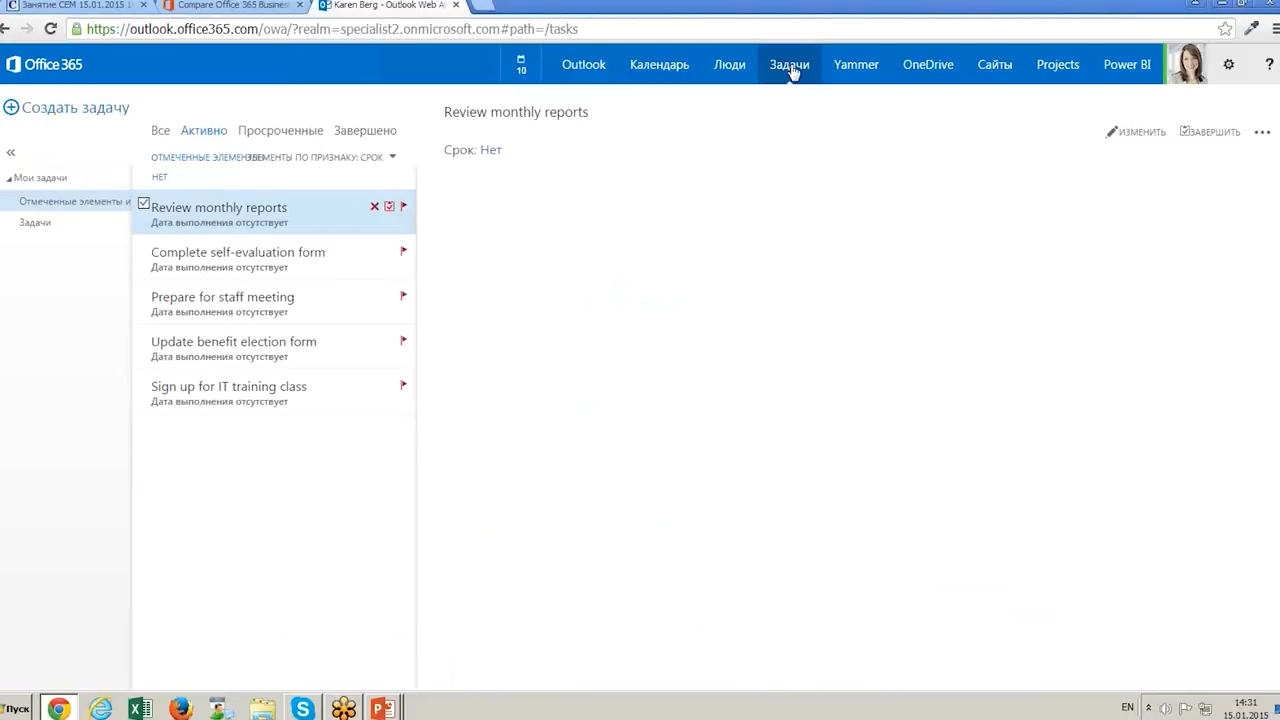 Занятие СЕМ 15.01.2015 1
Compare Office 365 Business
Karen Berg - Outlook Web A
https://outlook.office365.com/owa/?realm=specialist2.onmicrosoft.com#path=/tasks
Office 365
10
Outlook
Календарь
Люди
Задачи
Yammer
OneDrive
Сайты
Projects
Power BI
?
Создать задачу
Мои задачи
Отмеченные элементы и
Задачи
Все Активно Просроченные Завершено
ОТМЕЧЕННЫЕ ЭЛЕМЕН ЭЛЕМЕНТЫ ПО ПРИЗНАКУ: СРОК
НЕТ
Review monthly reports
Дата выполнения отсутствует
Complete self-evaluation form
Дата выполнения отсутствует
Prepare for staff meeting
Дата выполнения отсутствует
Update benefit election form
Дата выполнения отсутствует
Sign up for IT training class
Дата выполнения отсутствует
Review monthly reports
ИЗМЕНИТЬ ЗАВЕРШИТЬ
Срок: Нет
Пуск
EN
14:31
15.01.2015